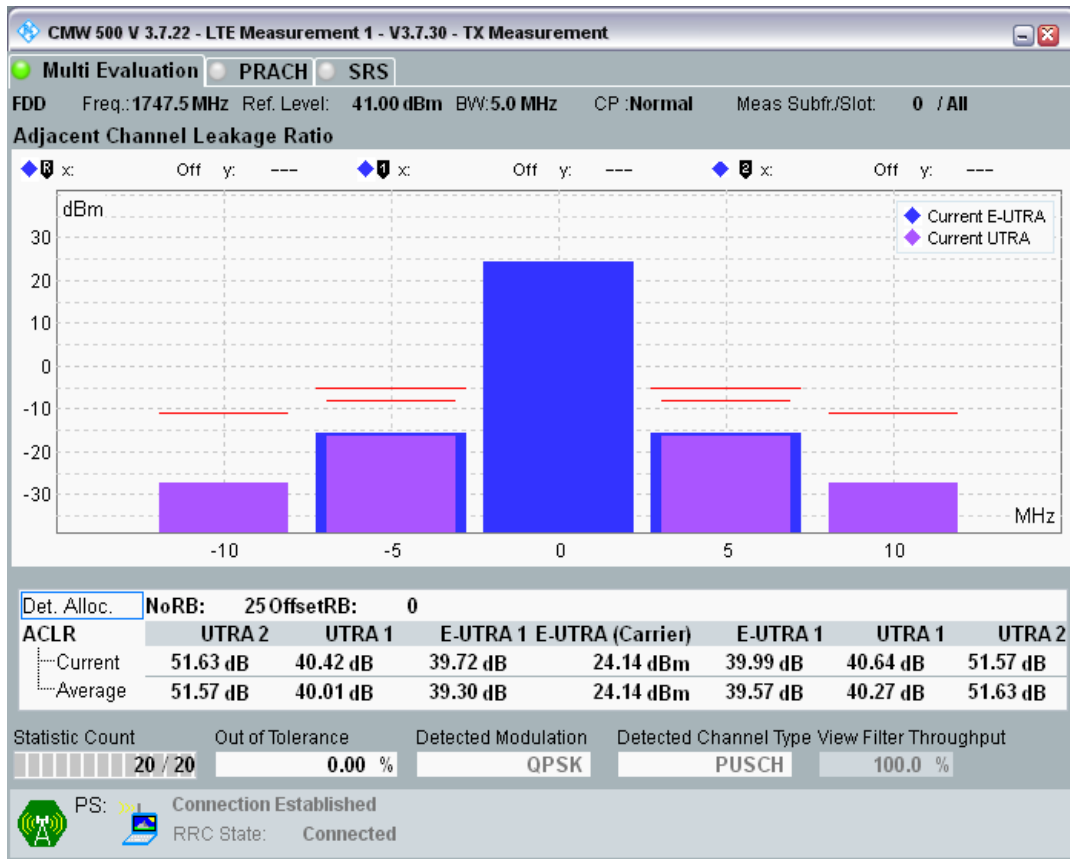 CMW 500 V 3.7.22 - LTE Measurement 1 - V3.7.30 - TX Measurement
Multi Evaluation PRACH SRS
FDD Freq.:1747.5 MHz Ref. Level: 41.00 dBm BW:5.0 MHz CP :Normal Meas Subfr./Slot: 0 / All
Adjacent Channel Leakage Ratio
R x: Off y: --- 1 x: Off y: --- 2 x: Off y: ---
dBm
Current E-UTRA
Current UTRA
30
20
10
0
-10
-20
-30
MHz
-10 -5 0 5 10
Det. Alloc. NoRB: 25 OffsetRB: 0
ACLR UTRA 2 UTRA 1 E-UTRA 1 E-UTRA (Carrier) E-UTRA 1 UTRA 1 UTRA 2
Current 51.63 dB 40.42 dB 39.72 dB 24.14 dBm 39.99 dB 40.64 dB 51.57 dB
Average 51.57 dB 40.01 dB 39.30 dB 24.14 dBm 39.57 dB 40.27 dB 51.63 dB
Statistic Count Out of Tolerance Detected Modulation Detected Channel Type View Filter Throughput
20 / 20 0.00 % QPSK PUSCH 100.0 %
PS: Connection Established
RRC State: Connected